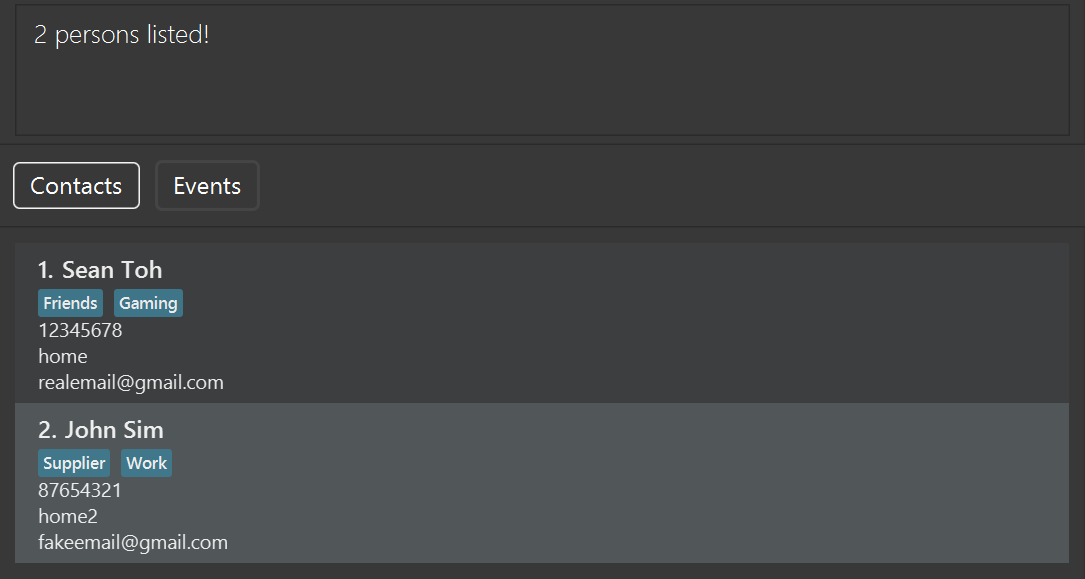 2 persons listed!
Contacts Events
1. Sean Toh
Friends Gaming
12345678
home
realemail@gmail.com
2. John Sim
Supplier Work
87654321
home2
fakeemail@gmail.com